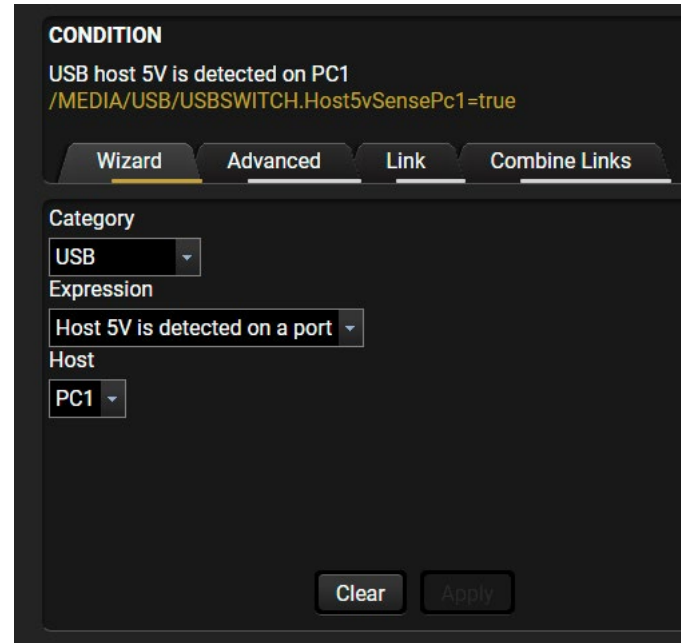 CONDITION
USB host 5V is detected on PC1
/MEDIA/USB/USBSWITCH.Host5vSensePc1=true
Wizard Advanced Link Combine Links
Category
USB
Expression
Host 5V is detected on a port
Host
PC1
Clear Apply